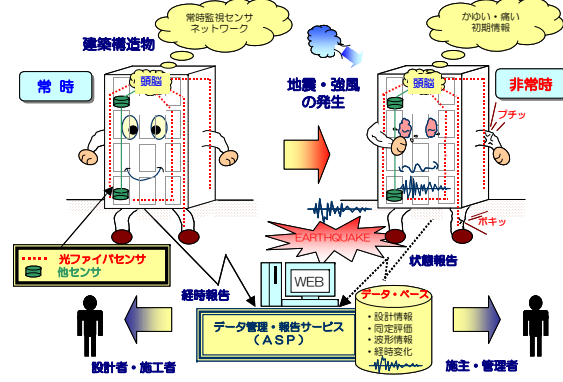 常時監視センサ
ネットワーク
かゆい・痛い
初期情報
建築構造物
常 時
頭脳
地震・強風
の発生
頭脳
非常時
プチッ
ポキッ
EARTHQUAKE
光ファイバセンサ
他センサ
経時報告
状態報告
WEB
データ管理・報告サービス
(ASP)
データ・ベース
・設計情報
・同定評価
・波形情報
・経時変化
設計者・施工者
施主・管理者